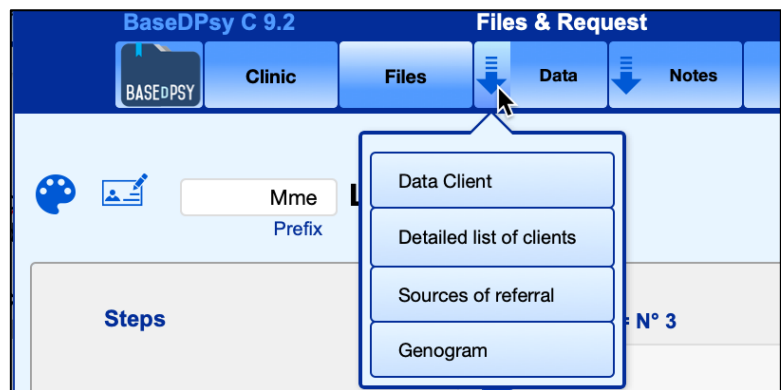 BaseDPsy C 9.2
Files & Request
BASEDPSY
Clinic
Files
Data
Notes
Data Client
Detailed list of clients
Sources of referral
Genogram
Mme
Prefix
Steps
N° 3